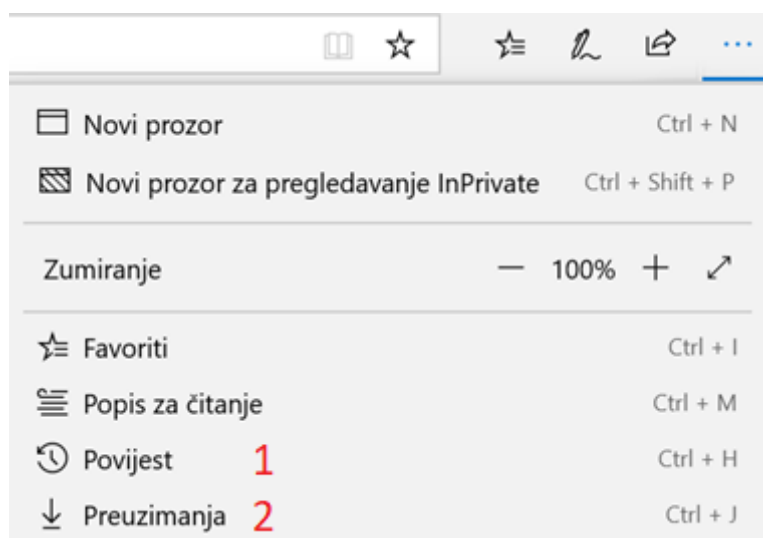 Novi prozor Ctrl + N
Novi prozor za pregledavanje InPrivate Ctrl + Shift + P
Zumiranje — 100% +
Favoriti Ctrl + I
Popis za čitanje Ctrl + M
Povijest 1 Ctrl + H
Preuzimanja 2 Ctrl + J